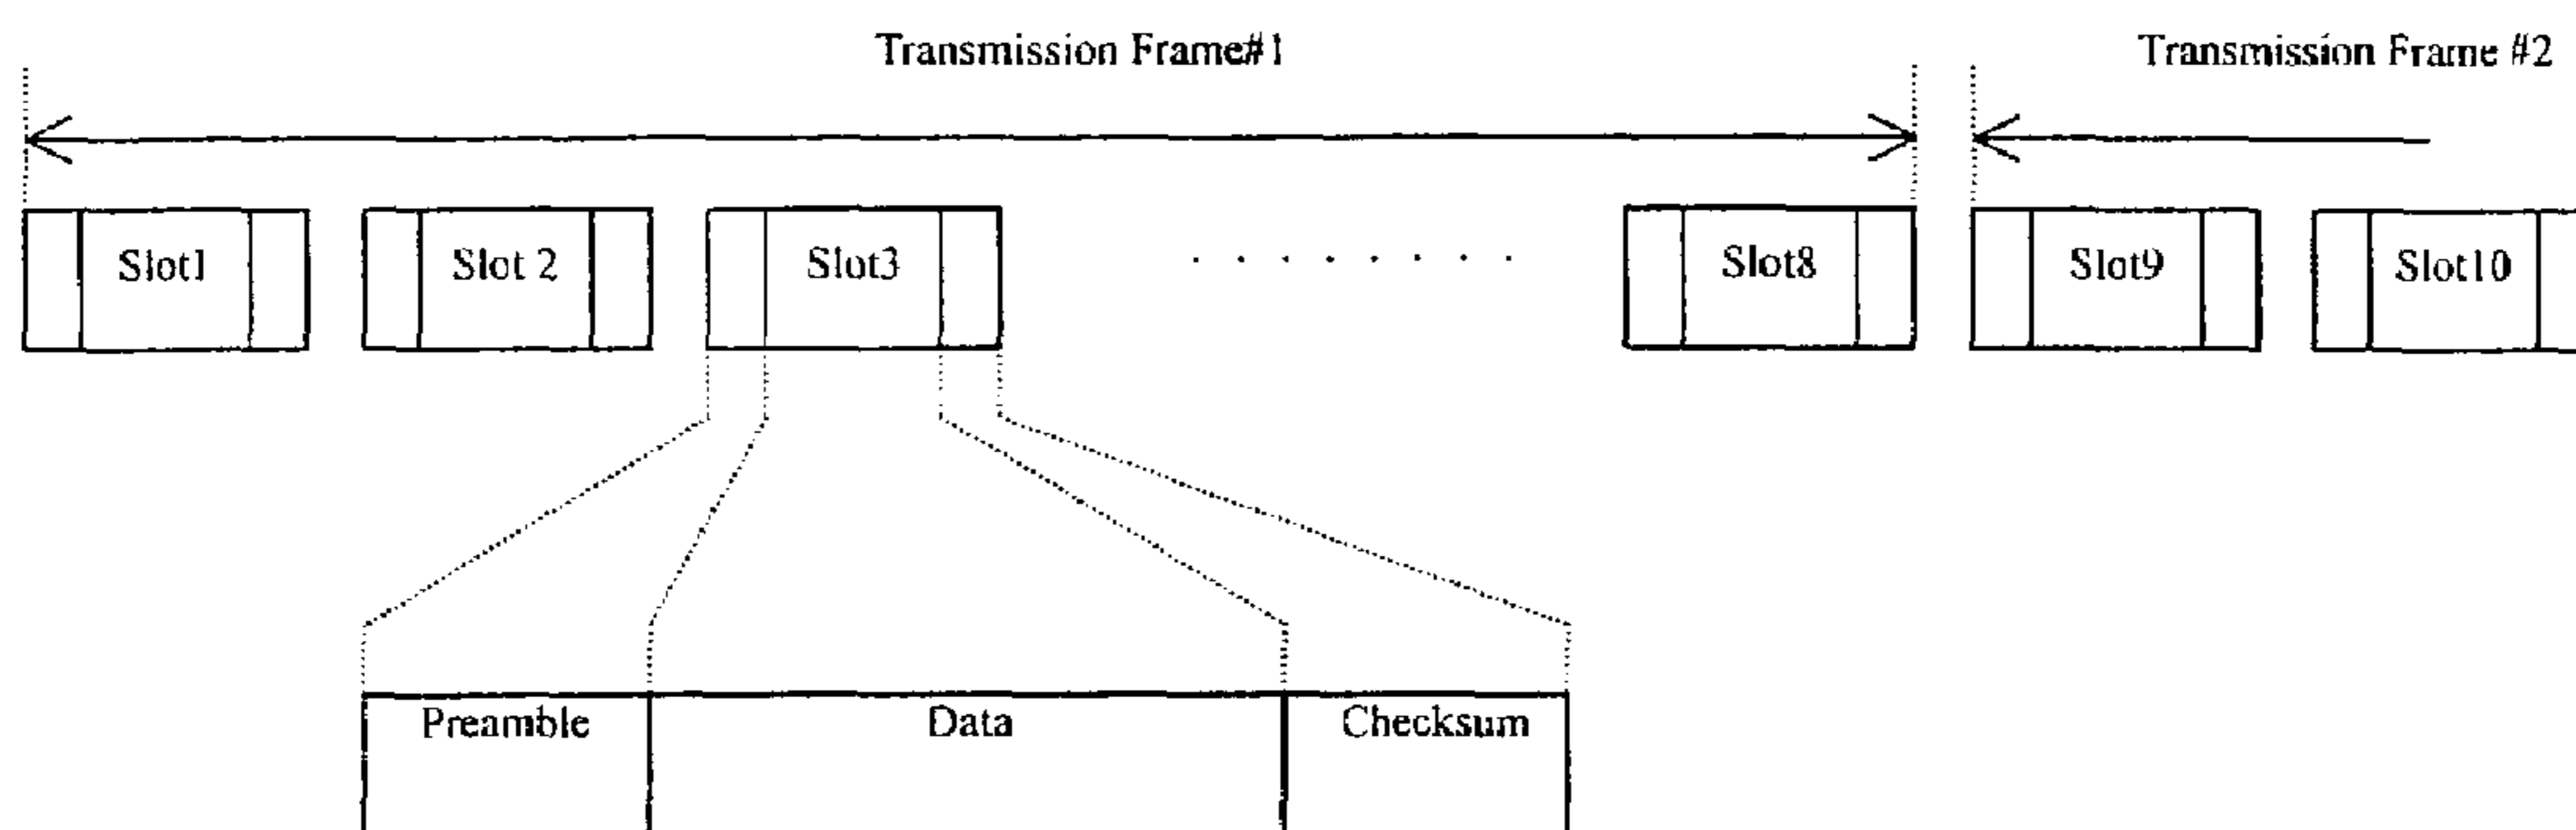 Transmission Frame#1
Transmission Frame #2
Slot1
Slot 2
Slot3
Slot8
Slot9
Slot10
Preamble
Data
Checksum